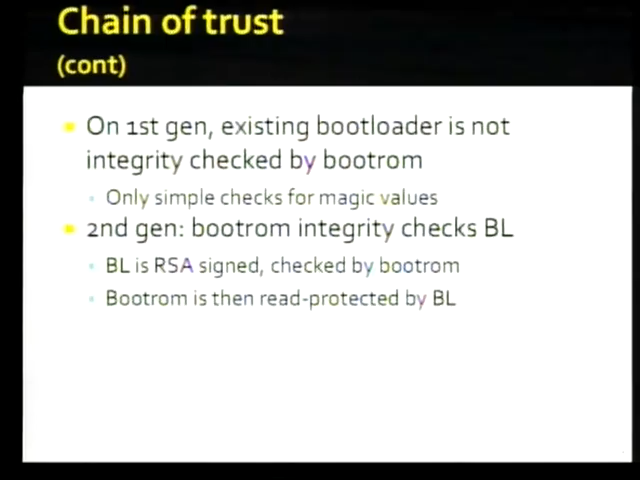 Chain of trust
(cont)
On 1st gen, existing bootloader is not
integrity checked by bootrom
Only simple checks for magic values
2nd gen: bootrom integrity checks BL
BL is RSA signed, checked by bootrom
Bootrom is then read-protected by BL